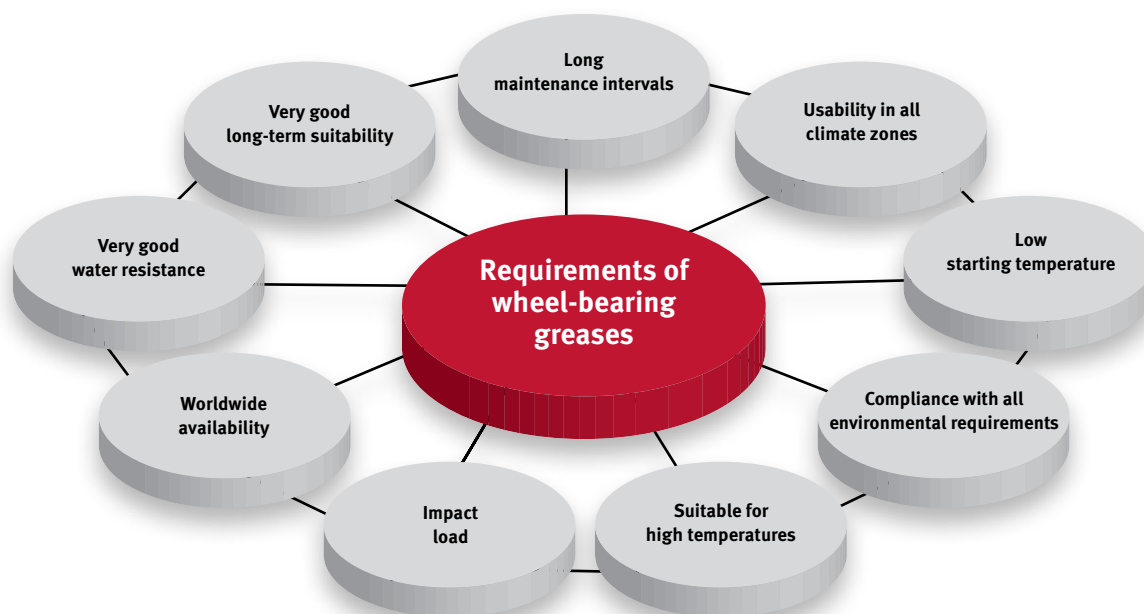 Long
maintenance intervals
Very good
long-term suitability
Usability in all
climate zones
Very good
water resistance
Requirements of
wheel-bearing
greases
Low
starting temperature
Worldwide
availability
Compliance with all
environmental requirements
Impact
load
Suitable for
high temperatures